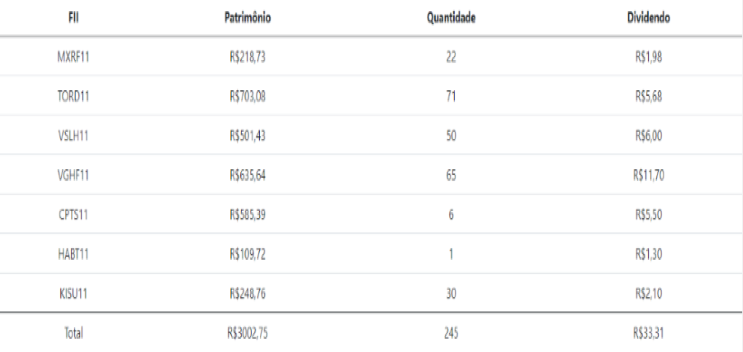 FII Patrimônio Quantidade Dividendo
MXRF11 R$218,73 22 R$1,98
TORD11 R$703,08 71 R$5,68
VSLH11 R$501,43 50 R$6,00
VGHF11 R$635,64 65 R$11,70
CPTS11 R$585,39 6 R$5,50
HABT11 R$109,72 1 R$1,30
KISU11 R$248,76 30 R$2,10
Total R$3002,75 245 R$33,31